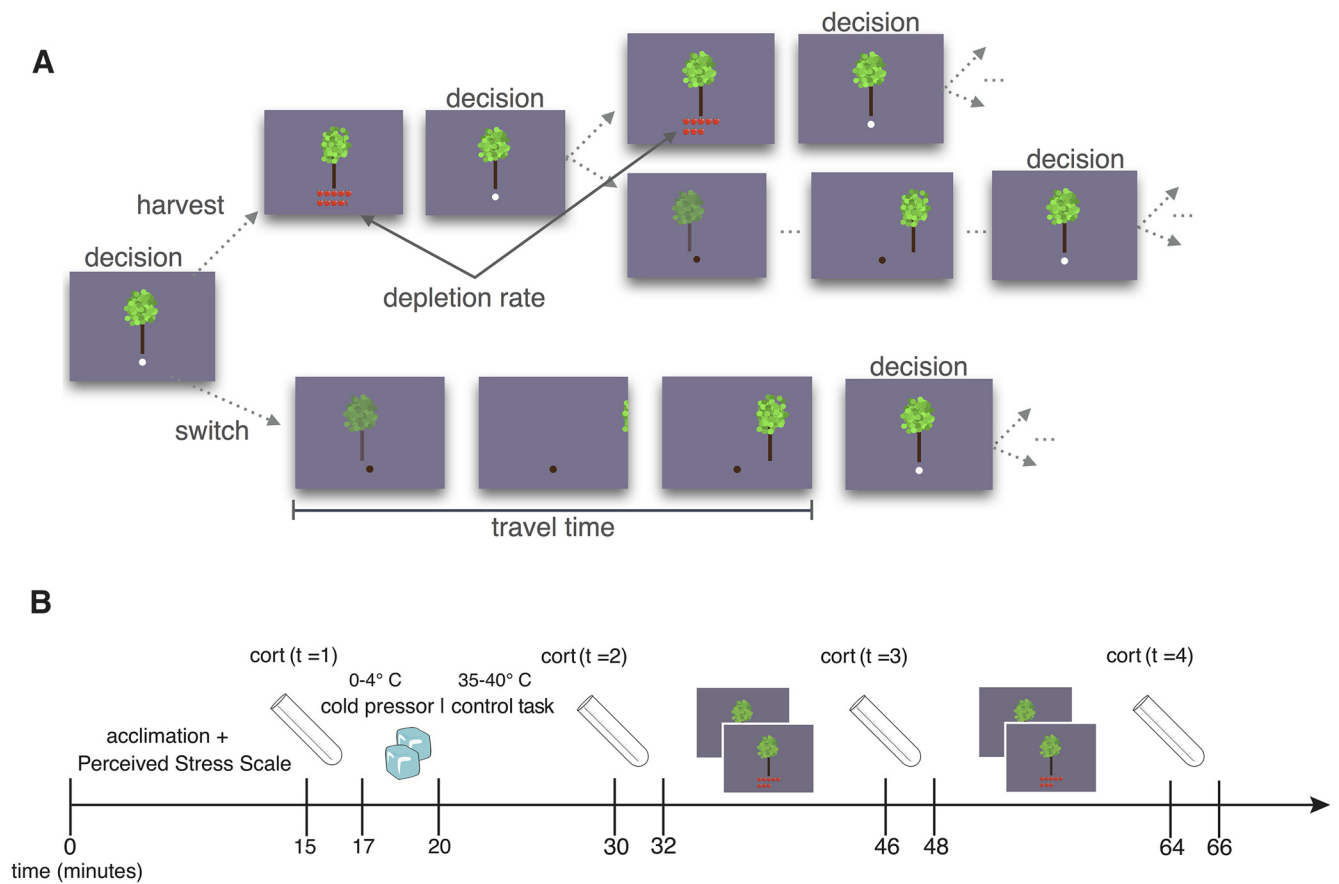 A
decision
decision
decision
harvest
decision
decision
depletion rate
...
...
...
...
switch
decision
...
travel time
B
cort (t =1)
cort (t =2)
cort (t =3)
cort (t =4)
0-4° C
35-40° C
cold pressor | control task
acclimation +
Perceived Stress Scale
0
15
17
20
30
32
46
48
64
66
time (minutes)